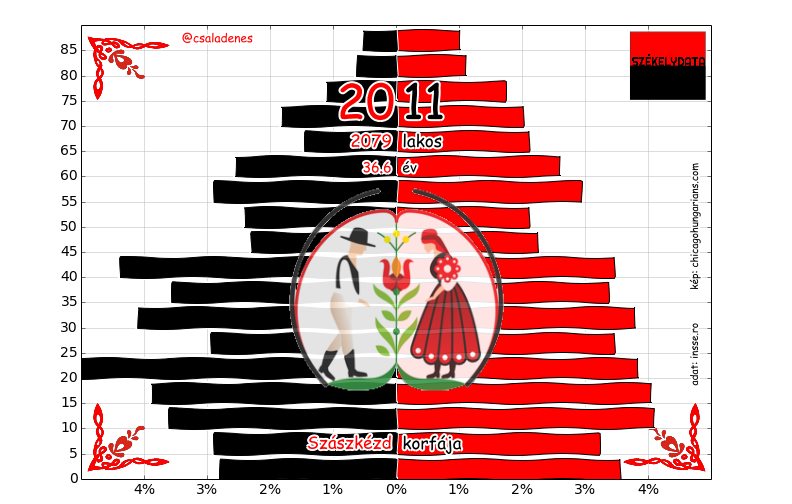 @csaladenes
SZÉKELYDATA
2011
2079 lakos
36.6 év
kép: chicagohungarians.com
adat: insse.ro
Szászkézd korfája
85
80
75
70
65
60
55
50
45
40
35
30
25
20
15
10
5
0
4% 3% 2% 1% 0% 1% 2% 3% 4%